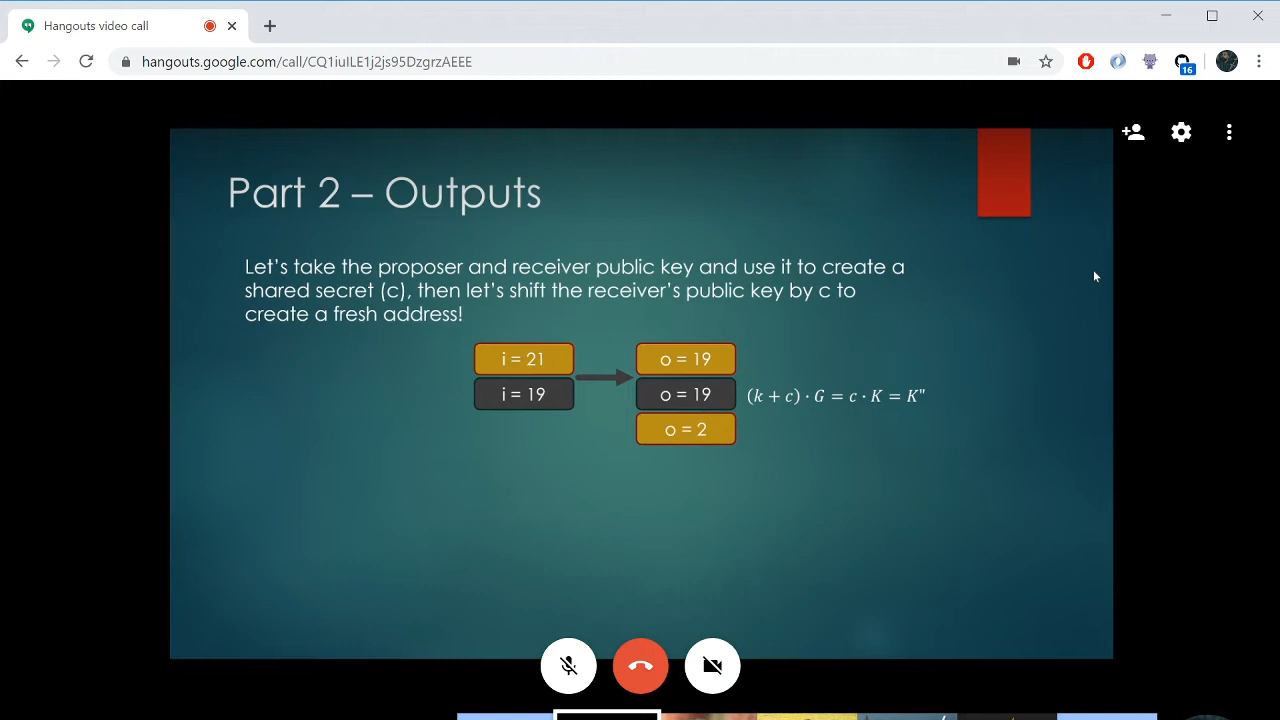 Hangouts video call
hangouts.google.com/call/CQ1iuILE1j2js95DzgrzAEEE
16
Part 2 – Outputs
Let’s take the proposer and receiver public key and use it to create a
shared secret (c), then let’s shift the receiver’s public key by c to
create a fresh address!
i = 21
o = 19
i = 19
o = 19
(k + c) · G = c · K = K"
o = 2